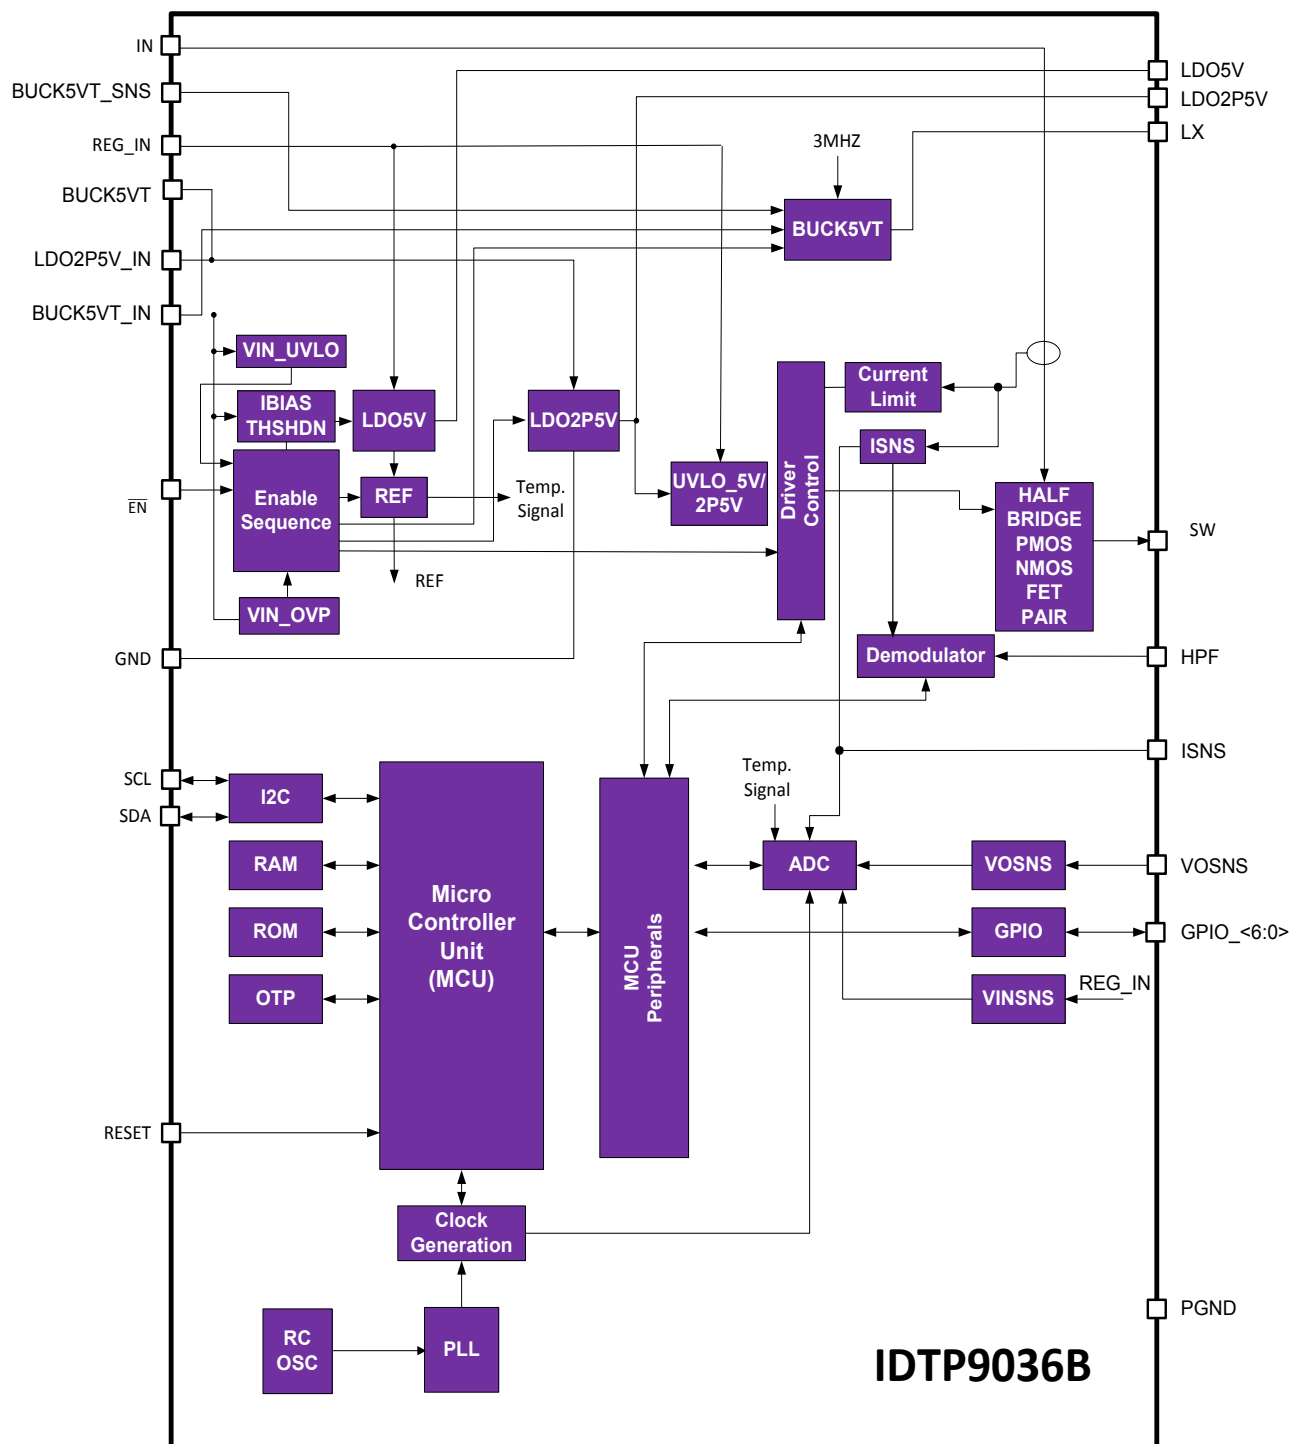 IN
BUCK5VT_SNS
REG_IN
BUCK5VT
LDO2P5V_IN
BUCK5VT_IN
EN
GND
SCL
SDA
RESET
LDO5V
LDO2P5V
LX
SW
HPF
ISNS
VOSNS
GPIO_<6:0>
PGND
3MHZ
BUCK5VT
VIN_UVLO
IBIAS
THSHDN
LDO5V
LDO2P5V
Enable
Sequence
REF
Temp.
Signal
REF
VIN_OVP
UVLO_5V/
2P5V
Driver
Control
Current
Limit
ISNS
HALF
BRIDGE
PMOS
NMOS
FET
PAIR
Demodulator
I2C
RAM
ROM
OTP
Micro
Controller
Unit
(MCU)
MCU
Peripherals
Temp.
Signal
ADC
VOSNS
GPIO
VINSNS
REG_IN
Clock
Generation
RC
OSC
PLL
IDTP9036B